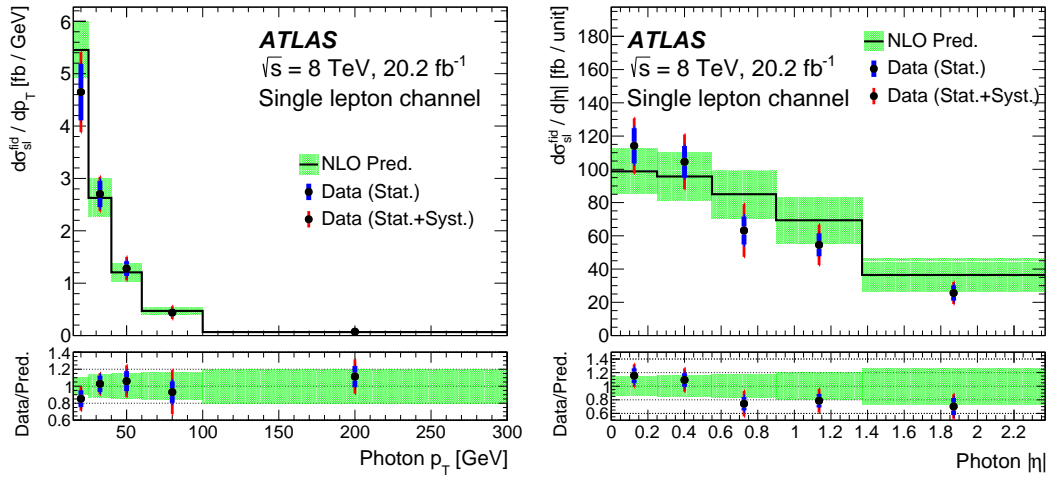 dσ_sl^fid / dp_T [fb / GeV]
6
5
4
3
2
1
0
ATLAS
√s = 8 TeV, 20.2 fb⁻¹
Single lepton channel
NLO Pred.
Data (Stat.)
Data (Stat.+Syst.)
Data/Pred.
1.4
1.2
1.0
0.8
0.6
50
100
150
200
250
300
Photon p_T [GeV]
dσ_sl^fid / d|η| [fb / unit]
180
160
140
120
100
80
60
40
20
0
ATLAS
√s = 8 TeV, 20.2 fb⁻¹
Single lepton channel
NLO Pred.
Data (Stat.)
Data (Stat.+Syst.)
Data/Pred.
1.4
1.2
1.0
0.8
0.6
0
0.2
0.4
0.6
0.8
1
1.2
1.4
1.6
1.8
2
2.2
Photon |η|